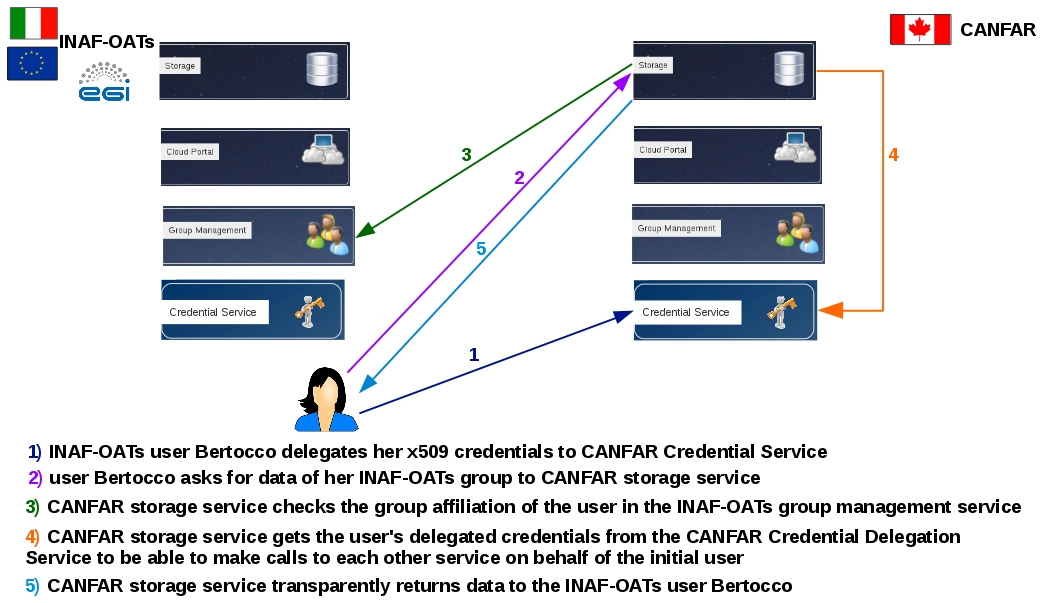 INAF-OATs
CANFAR
egi
Storage
Storage
Cloud Portal
Cloud Portal
Group Management
Group Management
Credential Service
Credential Service
3
2
4
5
1
1) INAF-OATs user Bertocco delegates her x509 credentials to CANFAR Credential Service
2) user Bertocco asks for data of her INAF-OATs group to CANFAR storage service
3) CANFAR storage service checks the group affiliation of the user in the INAF-OATs group management service
4) CANFAR storage service gets the user's delegated credentials from the CANFAR Credential Delegation
Service to be able to make calls to each other service on behalf of the initial user
5) CANFAR storage service transparently returns data to the INAF-OATs user Bertocco